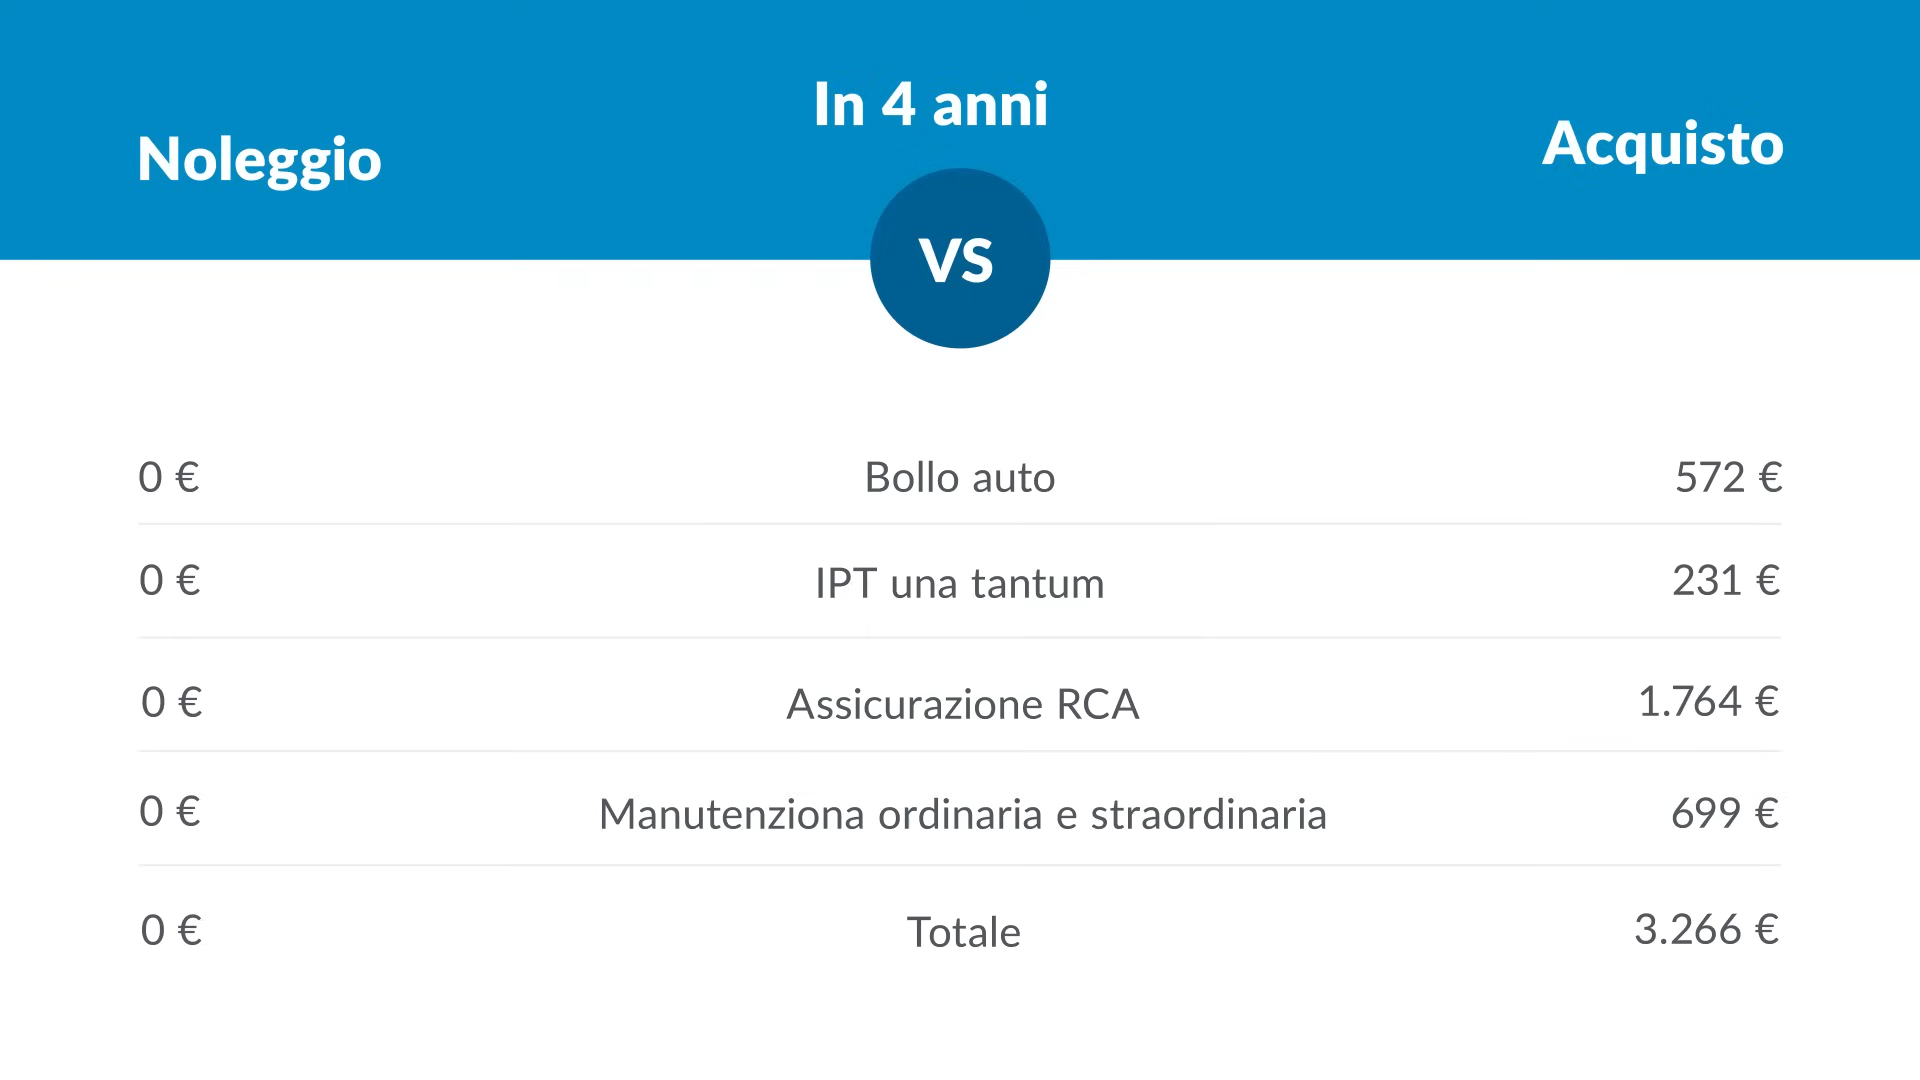 In 4 anni
Noleggio
Acquisto
VS
0 € Bollo auto 572 €
0 € IPT una tantum 231 €
0 € Assicurazione RCA 1.764 €
0 € Manutenziona ordinaria e straordinaria 699 €
0 € Totale 3.266 €